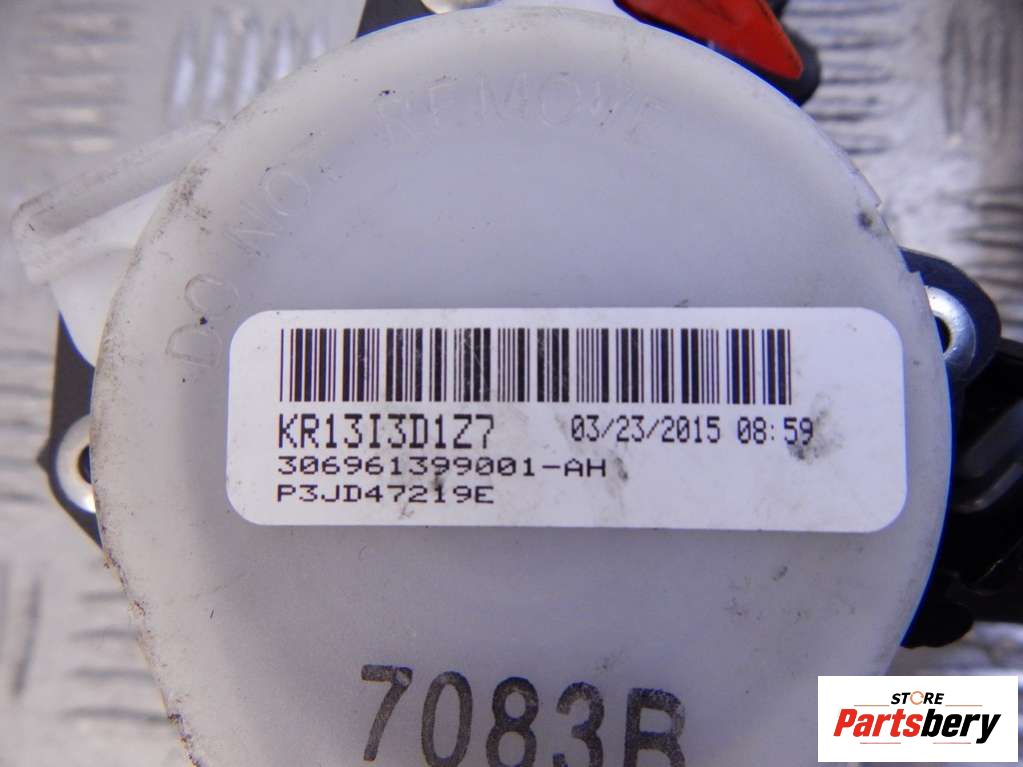 DO NOT REMOVE
KR13I3D1Z7 03/23/2015 08:59
306961399001-AH
P3JD47219E
7083B
STORE
Partsbery